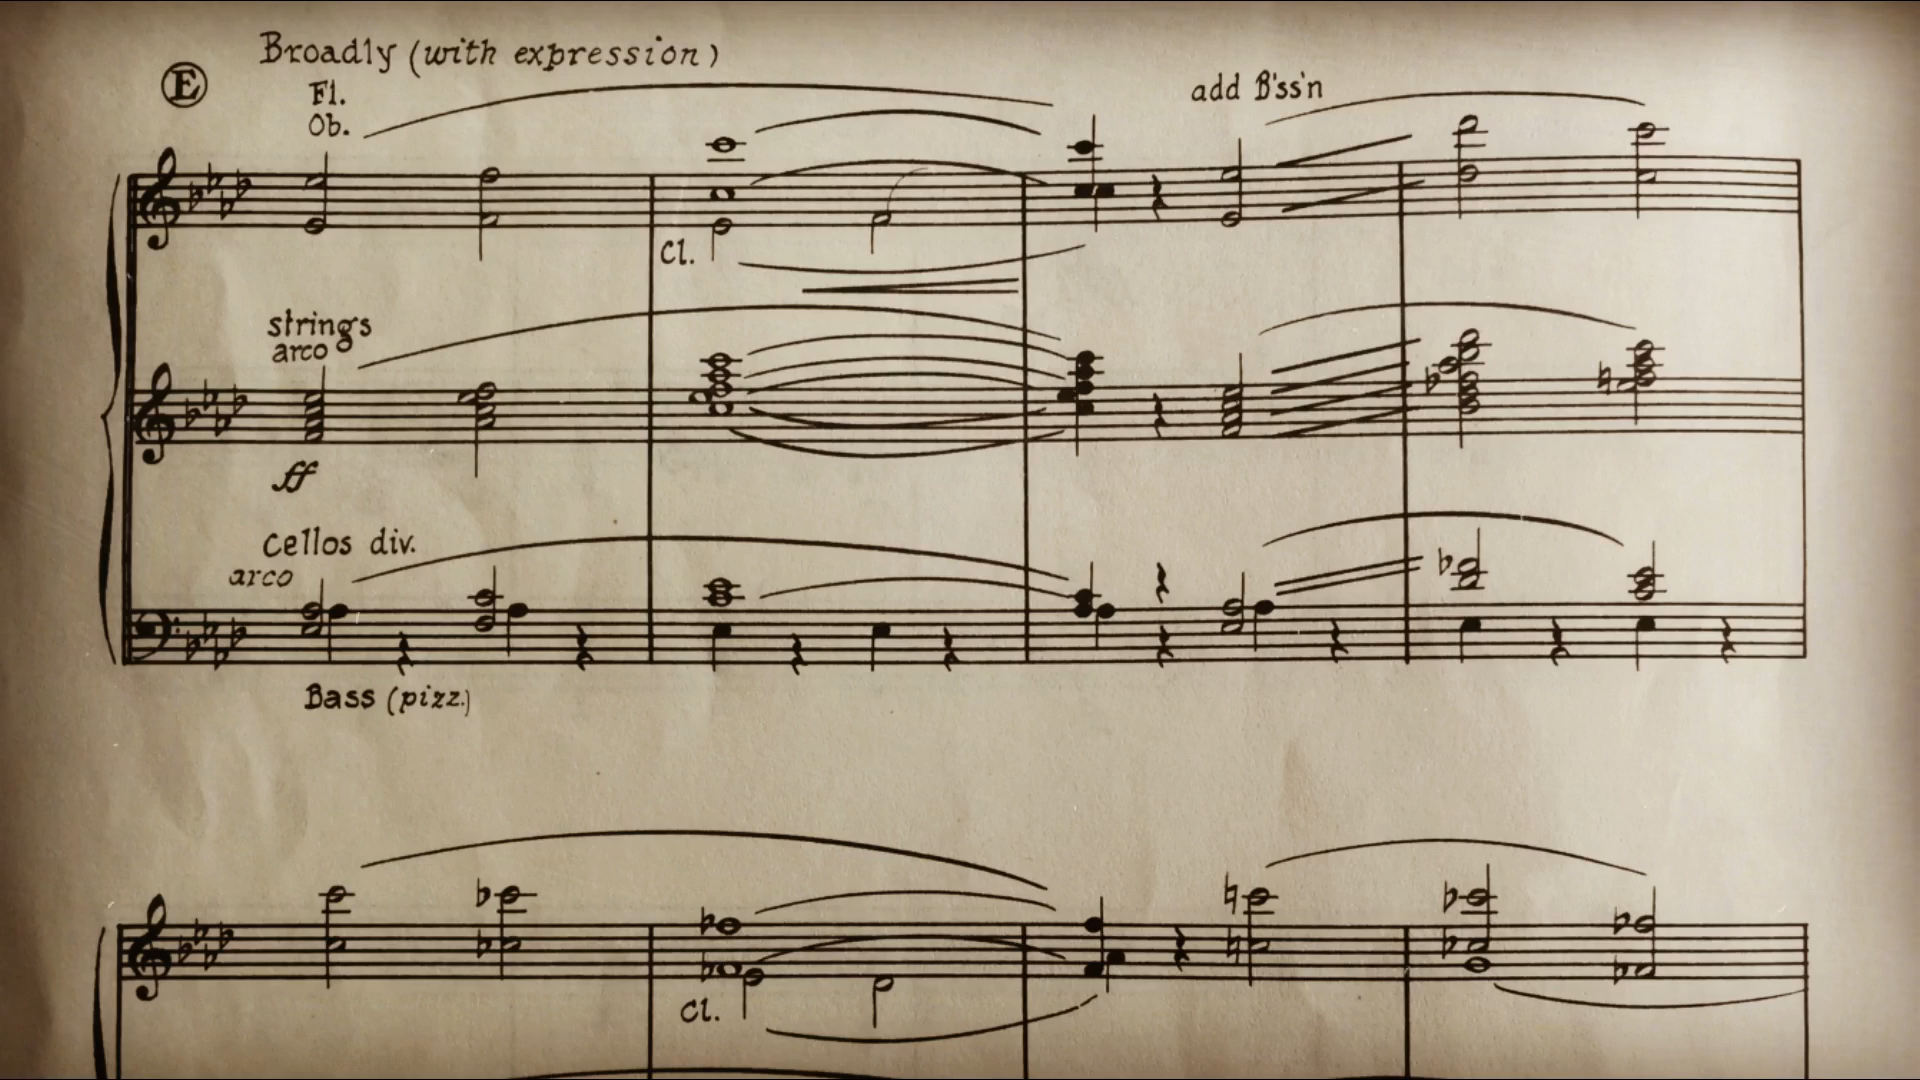 Broadly (with expression)
E
Fl.
Ob.
add B'ss'n
Cl.
strings
arco
ff
Cellos div.
arco
Bass (pizz.)
Cl.